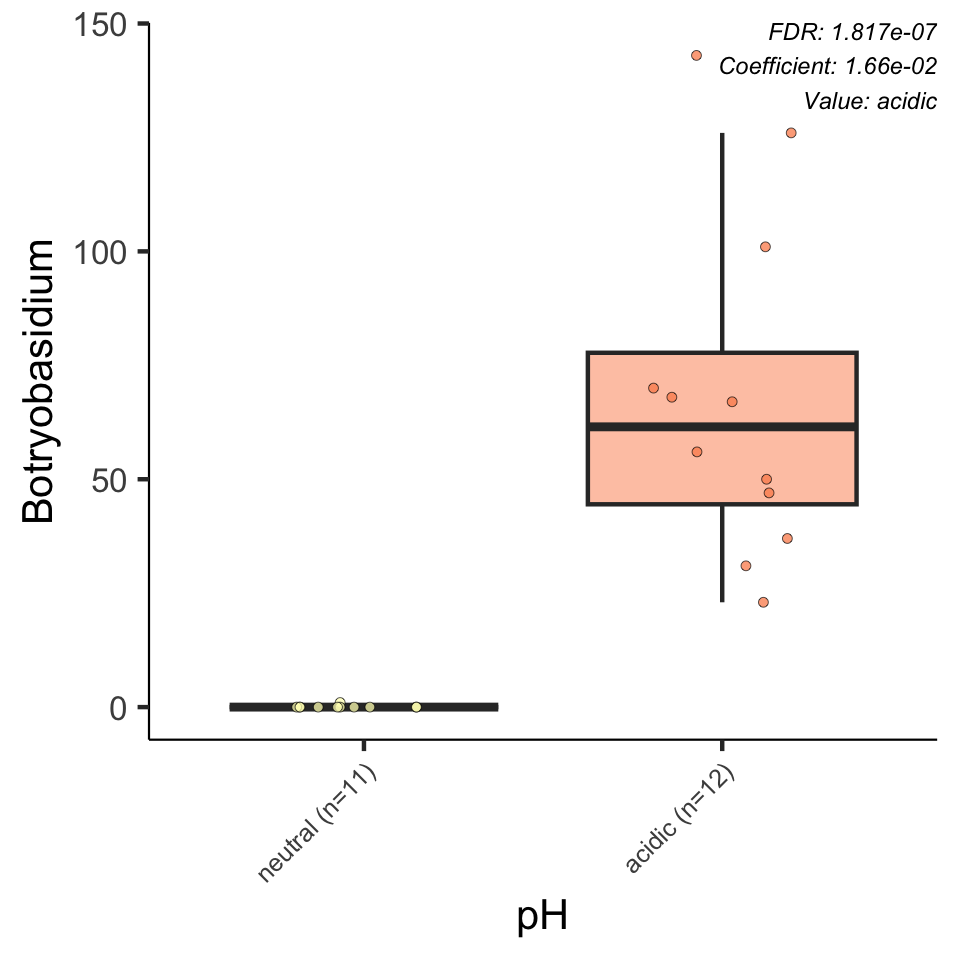 FDR: 1.817e-07
Coefficient: 1.66e-02
Value: acidic
150
100
50
0
Botryobasidium
neutral (n=11)
acidic (n=12)
pH